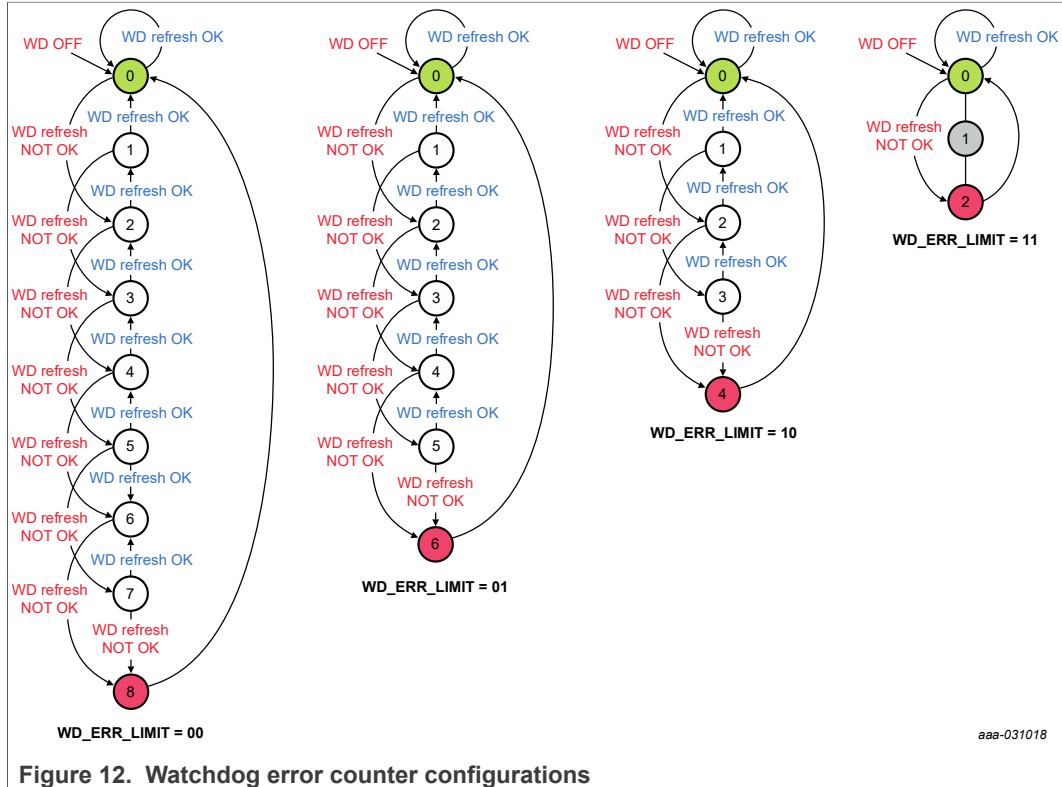 WD OFF
WD refresh OK
0
WD refresh OK
WD refresh
NOT OK
1
WD refresh OK
2
WD refresh
NOT OK
WD refresh OK
3
WD refresh
NOT OK
WD refresh OK
4
WD refresh
NOT OK
WD refresh OK
5
WD refresh
NOT OK
WD refresh OK
6
WD refresh
NOT OK
WD refresh OK
7
WD refresh
NOT OK
WD refresh
NOT OK
8
WD_ERR_LIMIT = 00
WD OFF
WD refresh OK
0
WD refresh OK
WD refresh
NOT OK
1
WD refresh OK
2
WD refresh
NOT OK
WD refresh OK
3
WD refresh
NOT OK
WD refresh OK
4
WD refresh
NOT OK
WD refresh OK
5
WD refresh
NOT OK
WD refresh
NOT OK
6
WD_ERR_LIMIT = 01
WD OFF
WD refresh OK
0
WD refresh OK
WD refresh
NOT OK
1
WD refresh OK
2
WD refresh
NOT OK
WD refresh OK
3
WD refresh
NOT OK
WD refresh
NOT OK
4
WD_ERR_LIMIT = 10
WD OFF
WD refresh OK
0
WD refresh
NOT OK
1
2
WD_ERR_LIMIT = 11
aaa-031018
Figure 12. Watchdog error counter configurations